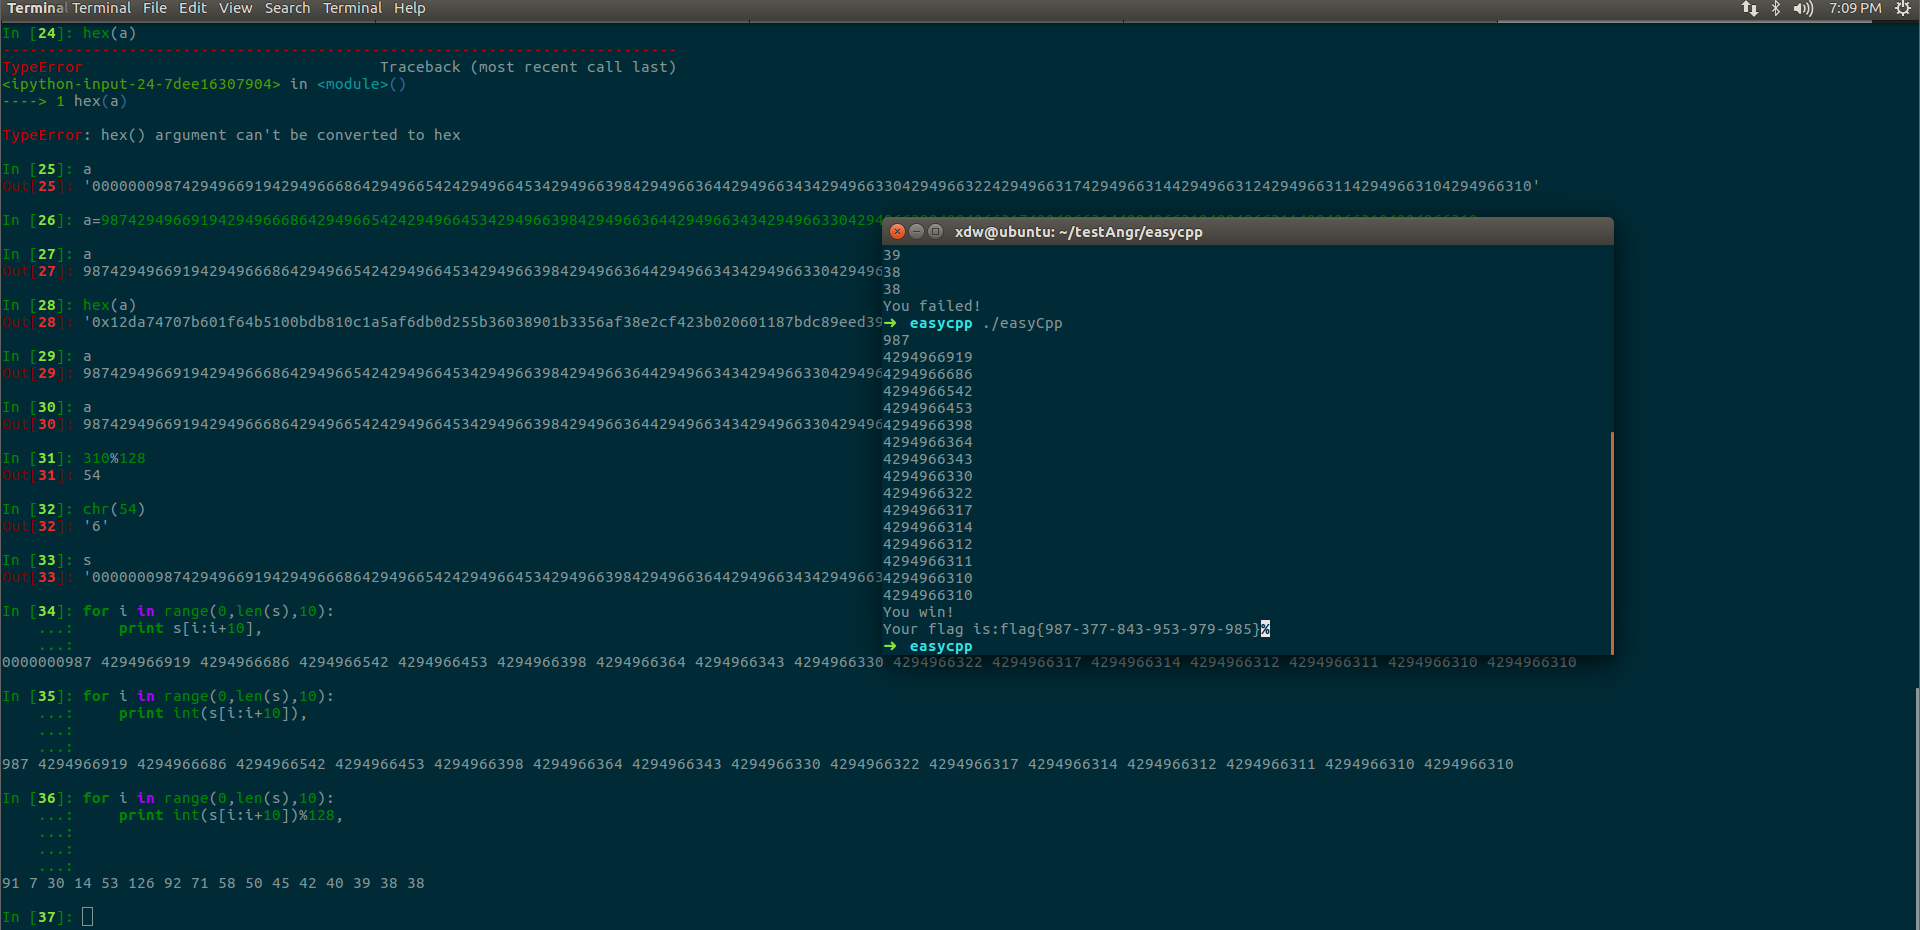 Terminal Terminal File Edit View Search Terminal Help 7:09 PM
In [24]: hex(a)
---------------------------------------------------------------------------
TypeError Traceback (most recent call last)
<ipython-input-24-7dee16307904> in <module>()
----> 1 hex(a)
TypeError: hex() argument can't be converted to hex
In [25]: a
Out[25]: '0000000987429496691942949666864294966542429496645342949663984294966364429496634342949663304294966322429496631742949663144294966312429496631142949663104294966310'
In [26]: a=987429496691942949666864294966542429496645342949663984294966364429496634342949663304294
In [27]: a
Out[27]: 98742949669194294966686429496654242949664534294966398429496636442949663434294966330429496
In [28]: hex(a)
Out[28]: '0x12da74707b601f64b5100bdb810c1a5af6db0d255b36038901b3356af38e2cf423b020601187bdc89eed39
In [29]: a
Out[29]: 98742949669194294966686429496654242949664534294966398429496636442949663434294966330429496
In [30]: a
Out[30]: 98742949669194294966686429496654242949664534294966398429496636442949663434294966330429496
In [31]: 310%128
Out[31]: 54
In [32]: chr(54)
Out[32]: '6'
In [33]: s
Out[33]: '0000000987429496691942949666864294966542429496645342949663984294966364429496634342949663
In [34]: for i in range(0,len(s),10):
...: print s[i:i+10],
...:
0000000987 4294966919 4294966686 4294966542 4294966453 4294966398 4294966364 4294966343 4294966330 4294966322 4294966317 4294966314 4294966312 4294966311 4294966310 4294966310
In [35]: for i in range(0,len(s),10):
...: print int(s[i:i+10]),
...:
...:
987 4294966919 4294966686 4294966542 4294966453 4294966398 4294966364 4294966343 4294966330 4294966322 4294966317 4294966314 4294966312 4294966311 4294966310 4294966310
In [36]: for i in range(0,len(s),10):
...: print int(s[i:i+10])%128,
...:
...:
...:
91 7 30 14 53 126 92 71 58 50 45 42 40 39 38 38
In [37]:
xdw@ubuntu: ~/testAngr/easycpp
39
38
38
You failed!
➜ easycpp ./easyCpp
987
4294966919
4294966686
4294966542
4294966453
4294966398
4294966364
4294966343
4294966330
4294966322
4294966317
4294966314
4294966312
4294966311
4294966310
4294966310
You win!
Your flag is:flag{987-377-843-953-979-985}%
➜ easycpp